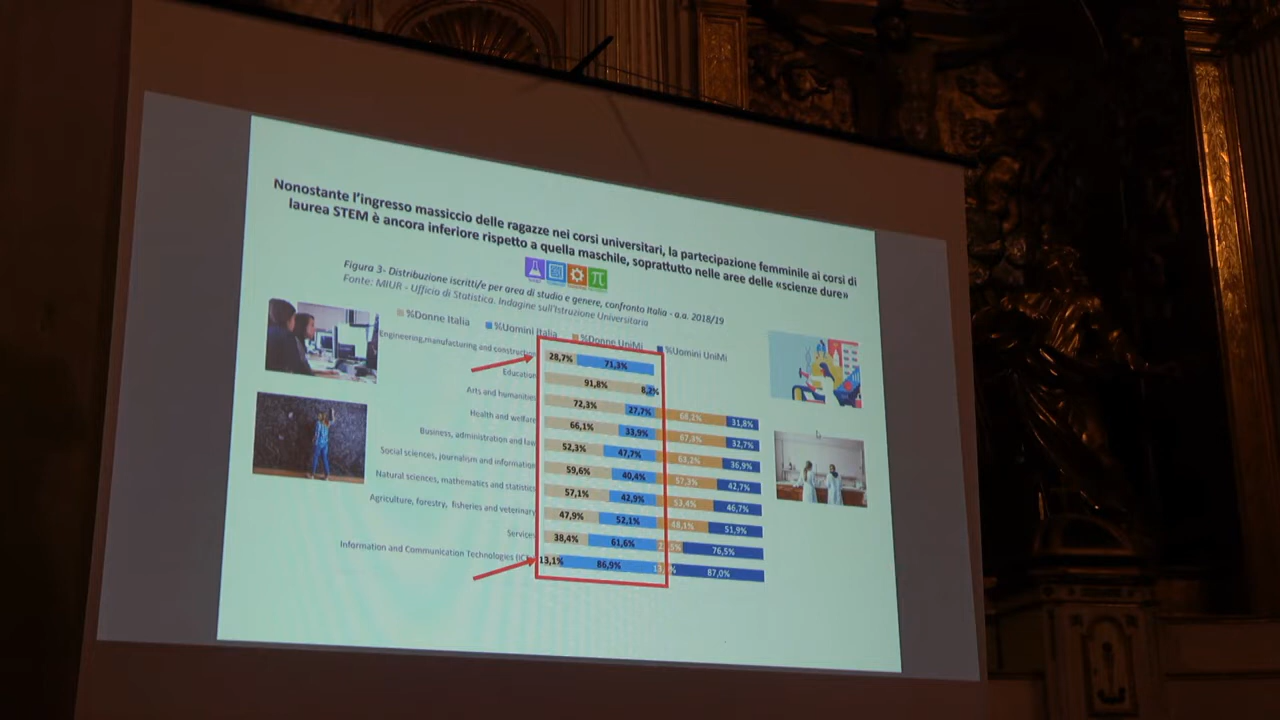 Nonostante l'ingresso massiccio delle ragazze nei corsi universitari, la partecipazione femminile ai corsi di
laurea STEM è ancora inferiore rispetto a quella maschile, soprattutto nelle aree delle «scienze dure»
Figura 3- Distribuzione iscritti/e per area di studio e genere, confronto Italia - a.a. 2018/19
Fonte: MIUR - Ufficio di Statistica. Indagine sull'Istruzione Universitaria
%Donne Italia %Uomini Italia %Donne UniMi %Uomini UniMi
Engineering,manufacturing and construction 28,7% 71,3%
Education 91,8% 8,2%
Arts and humanities 72,3% 27,7% 68,2% 31,8%
Health and welfare 66,1% 33,9% 67,3% 32,7%
Business, administration and law 52,3% 47,7% 63,2% 36,9%
Social sciences, journalism and information 59,6% 40,4% 57,3% 42,7%
Natural sciences, mathematics and statistics 57,1% 42,9% 53,4% 46,7%
Agriculture, forestry, fisheries and veterinary 47,9% 52,1% 48,1% 51,9%
Services 38,4% 61,6% 76,5%
Information and Communication Technologies 13,1% 86,9% 87,0%